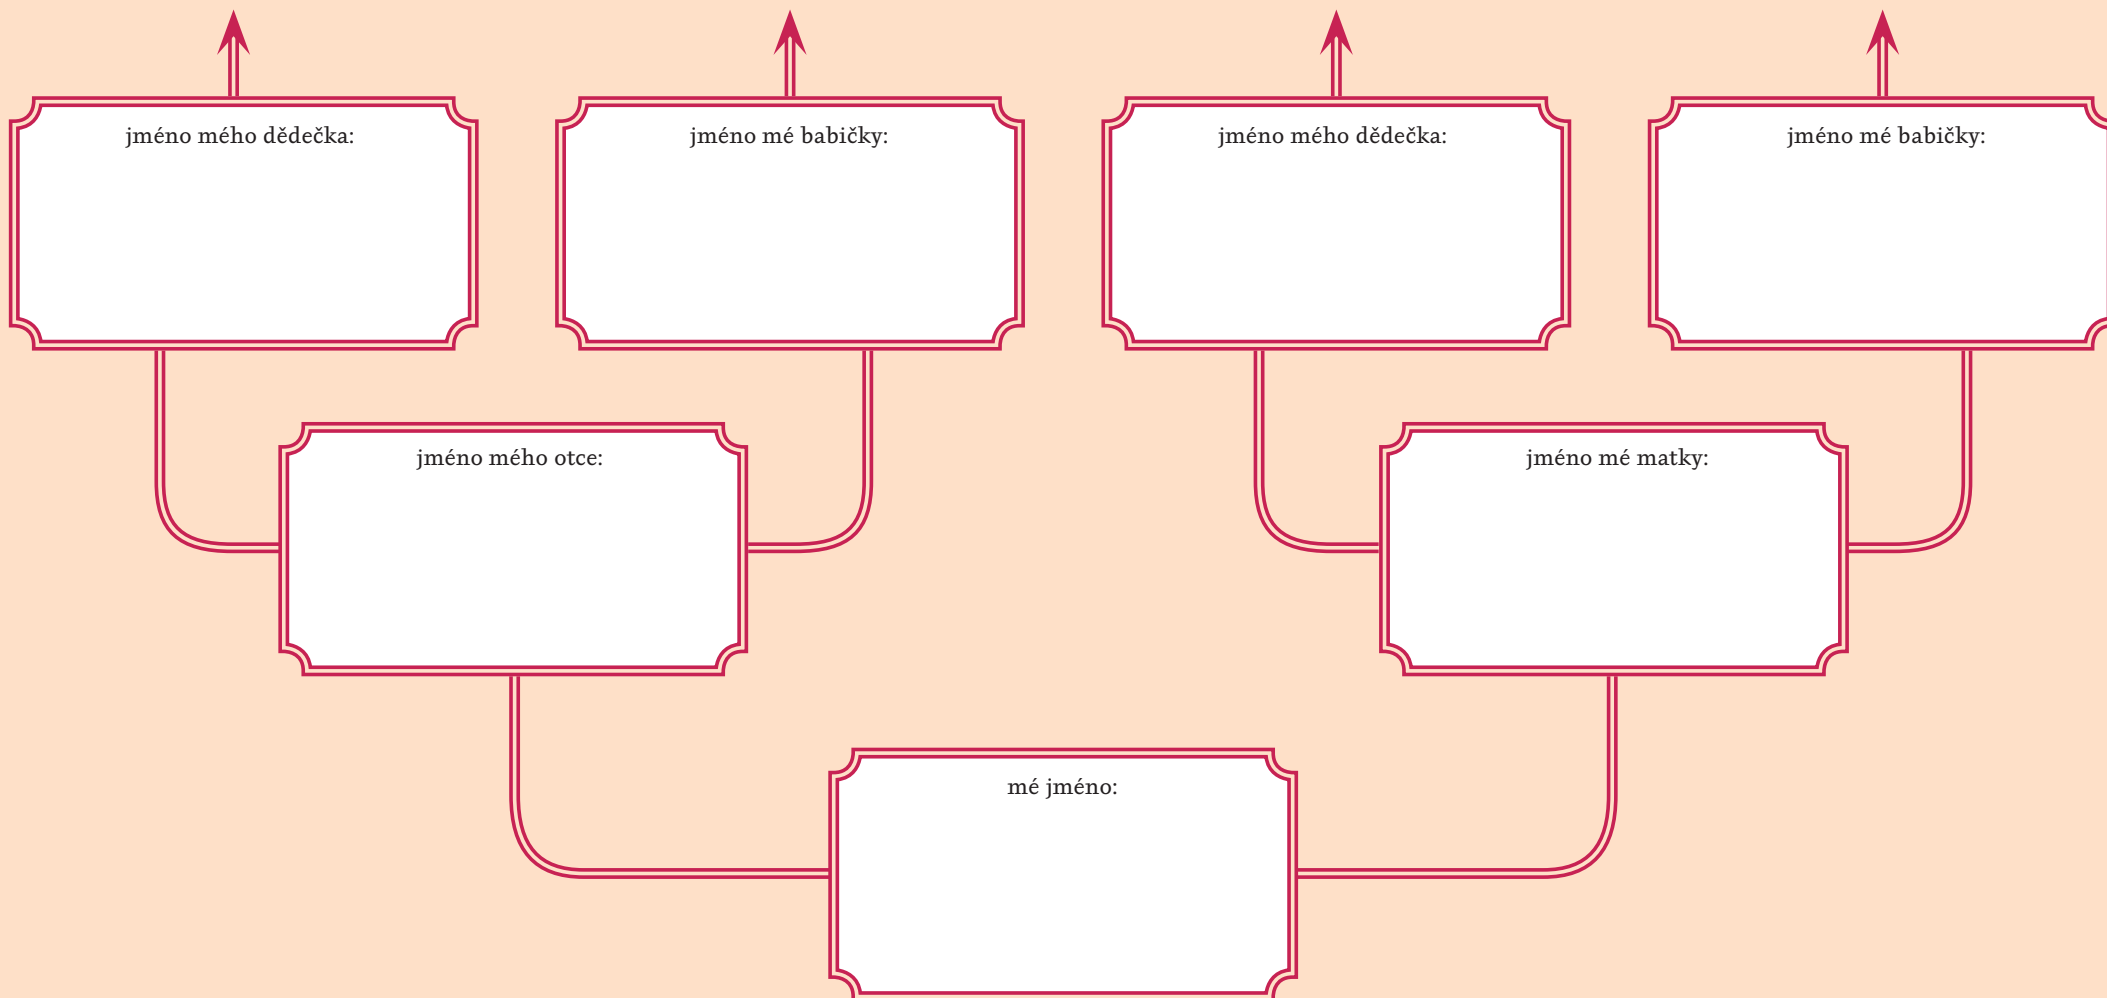 jméno mého dědečka:
jméno mé babičky:
jméno mého dědečka:
jméno mé babičky:
jméno mého otce:
jméno mé matky:
mé jméno: